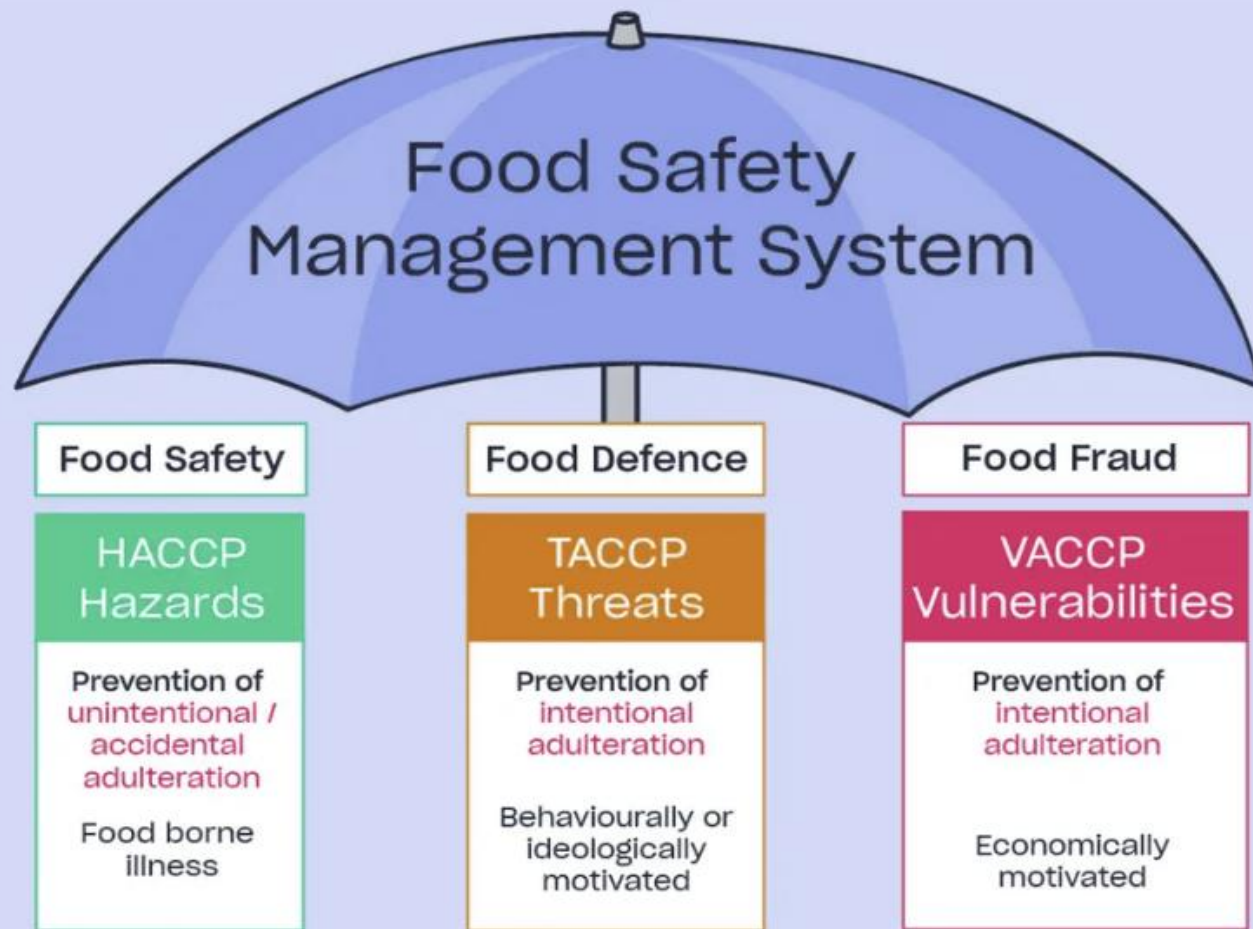 Food Safety
Management System
Food Safety
HACCP
Hazards
Prevention of
unintentional /
accidental
adulteration
Food borne
illness
Food Defence
TACCP
Threats
Prevention of
intentional
adulteration
Behaviourally or
ideologically
motivated
Food Fraud
VACCP
Vulnerabilities
Prevention of
intentional
adulteration
Economically
motivated